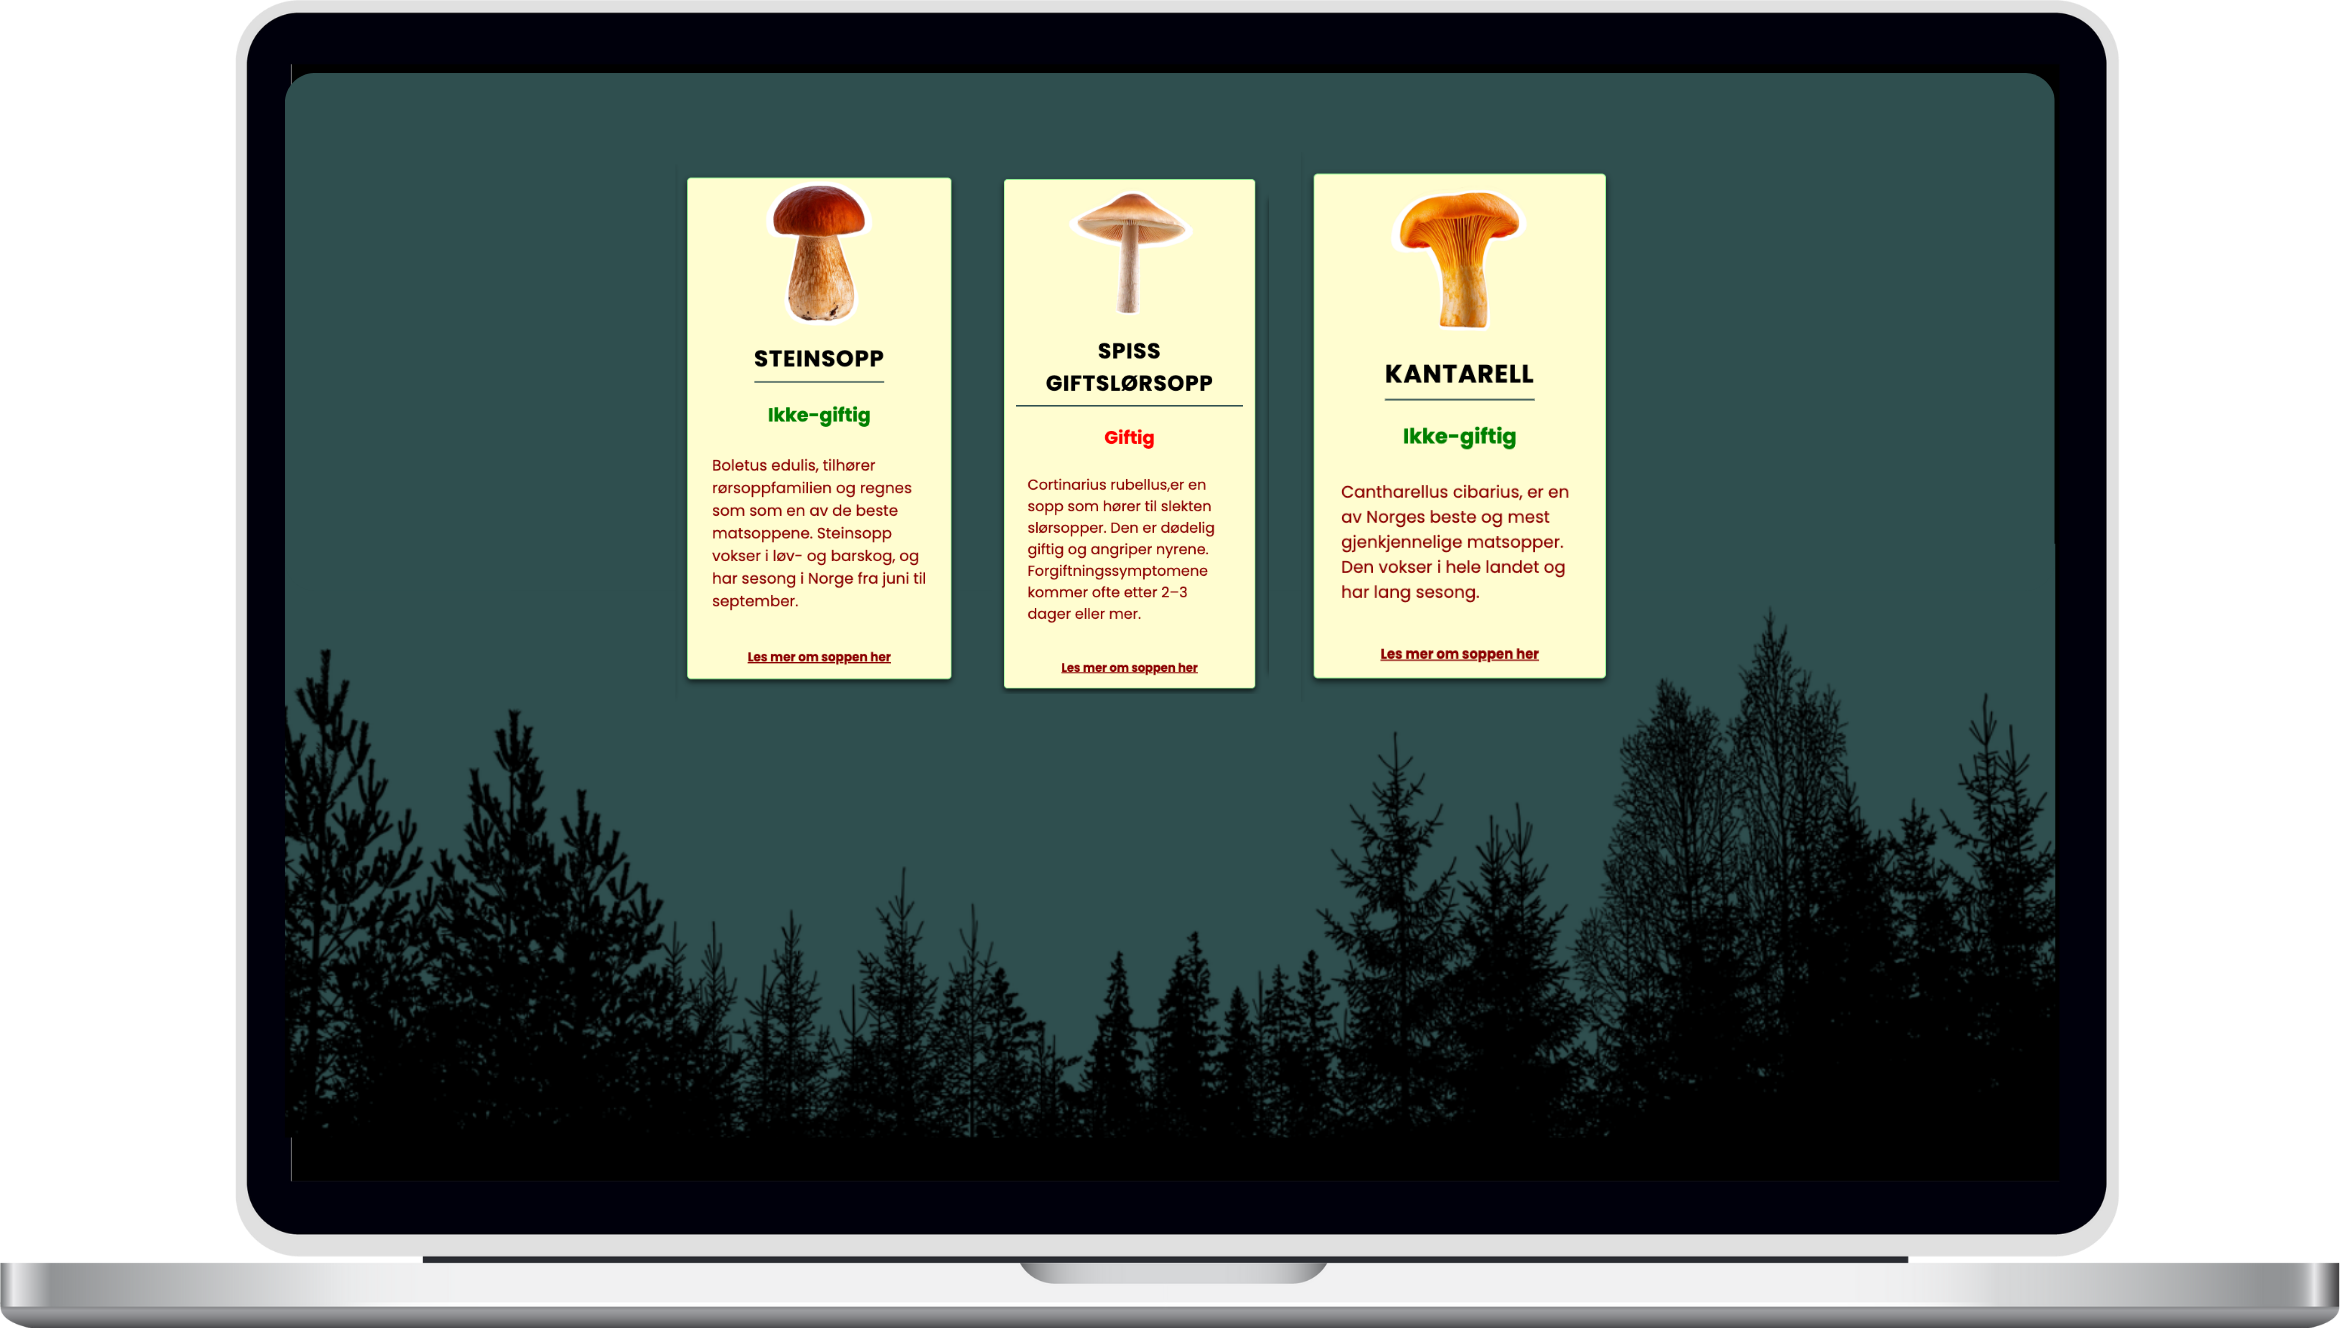 STEINSOPP
Ikke-giftig
Boletus edulis, tilhører
rørsoppfamilien og regnes
som som en av de beste
matsoppene. Steinsopp
vokser i løv- og barskog, og
har sesong i Norge fra juni til
september.
Les mer om soppen her
SPISS
GIFTSLØRSOPP
Giftig
Cortinarius rubellus,er en
sopp som hører til slekten
slørsopper. Den er dødelig
giftig og angriper nyrene.
Forgiftningssymptomene
kommer ofte etter 2–3
dager eller mer.
Les mer om soppen her
KANTARELL
Ikke-giftig
Cantharellus cibarius, er en
av Norges beste og mest
gjenkjennelige matsopper.
Den vokser i hele landet og
har lang sesong.
Les mer om soppen her